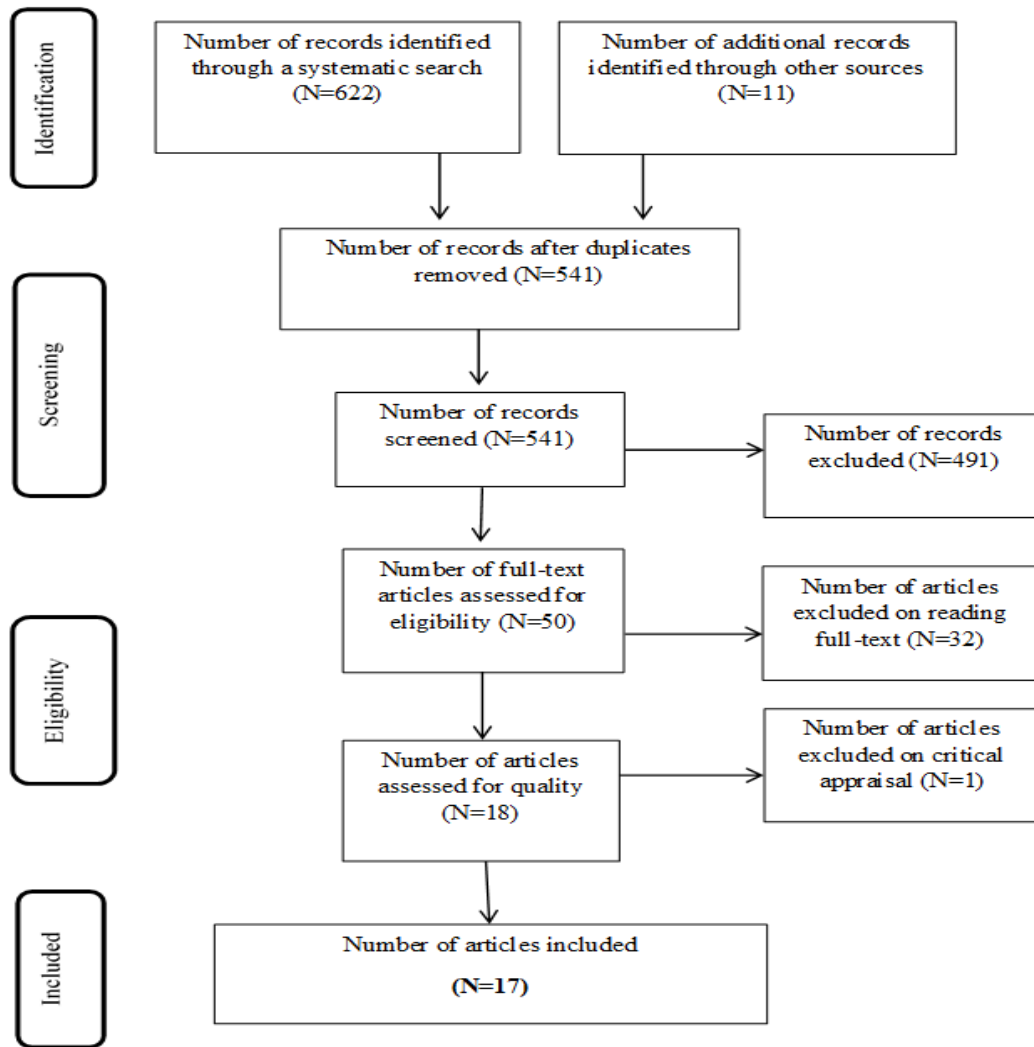 Identification
Number of records identified
through a systematic search
(N=622)
Number of additional records
identified through other sources
(N=11)
Number of records after duplicates
removed (N=541)
Screening
Number of records
screened (N=541)
Number of records
excluded (N=491)
Number of full-text
articles assessed for
eligibility (N=50)
Number of articles
excluded on reading
full-text (N=32)
Eligibility
Number of articles
assessed for quality
(N=18)
Number of articles
excluded on critical
appraisal (N=1)
Included
Number of articles included
(N=17)